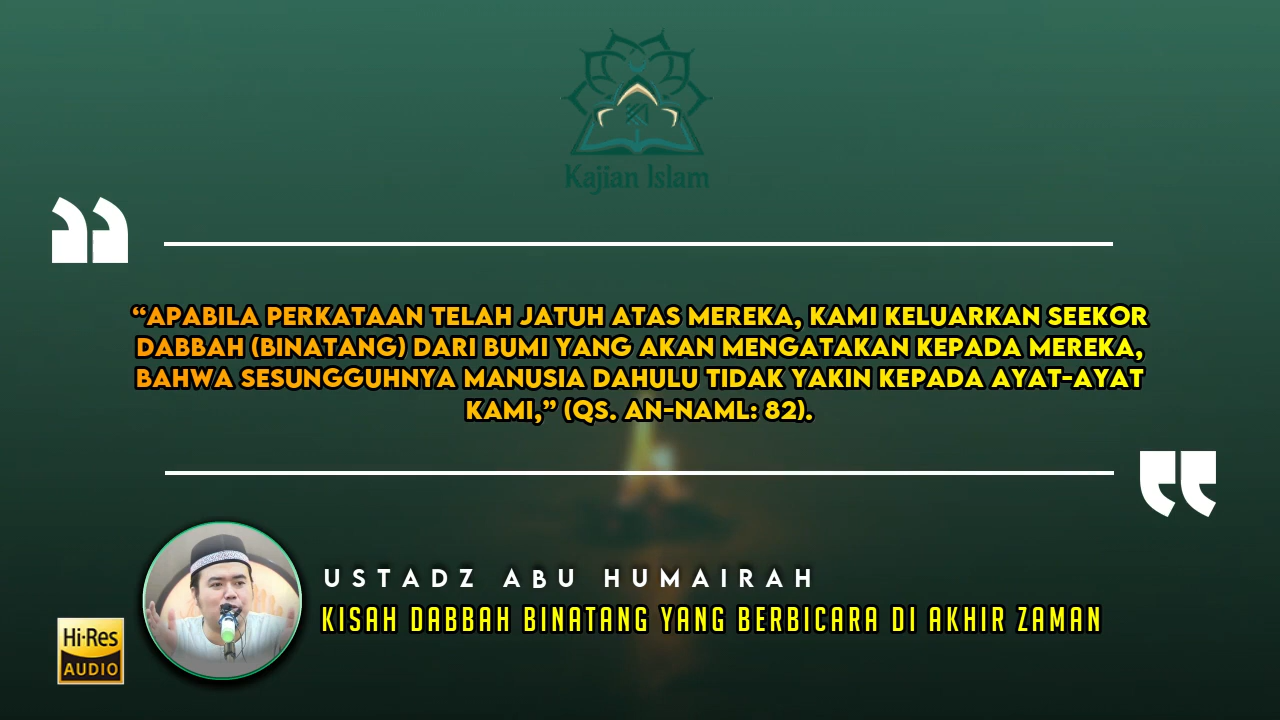 Kajian Islam
“APABILA PERKATAAN TELAH JATUH ATAS MEREKA, KAMI KELUARKAN SEEKOR
DABBAH (BINATANG) DARI BUMI YANG AKAN MENGATAKAN KEPADA MEREKA,
BAHWA SESUNGGUHNYA MANUSIA DAHULU TIDAK YAKIN KEPADA AYAT-AYAT
KAMI,” (QS. AN-NAML: 82).
USTADZ ABU HUMAIRAH
KISAH DABBAH BINATANG YANG BERBICARA DI AKHIR ZAMAN
Hi-Res
AUDIO